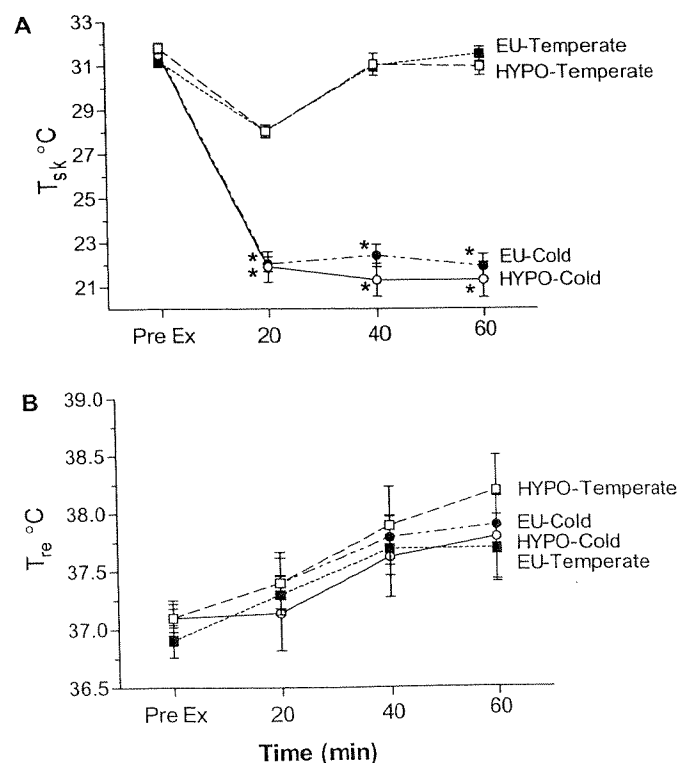 A
33
31
29
27
25
23
21
Tsk °C
EU-Temperate
HYPO-Temperate
*
*
*
*
*
*
EU-Cold
HYPO-Cold
Pre Ex 20 40 60
B
39.0
38.5
38.0
37.5
37.0
36.5
Tre °C
HYPO-Temperate
EU-Cold
HYPO-Cold
EU-Temperate
Pre Ex 20 40 60
Time (min)